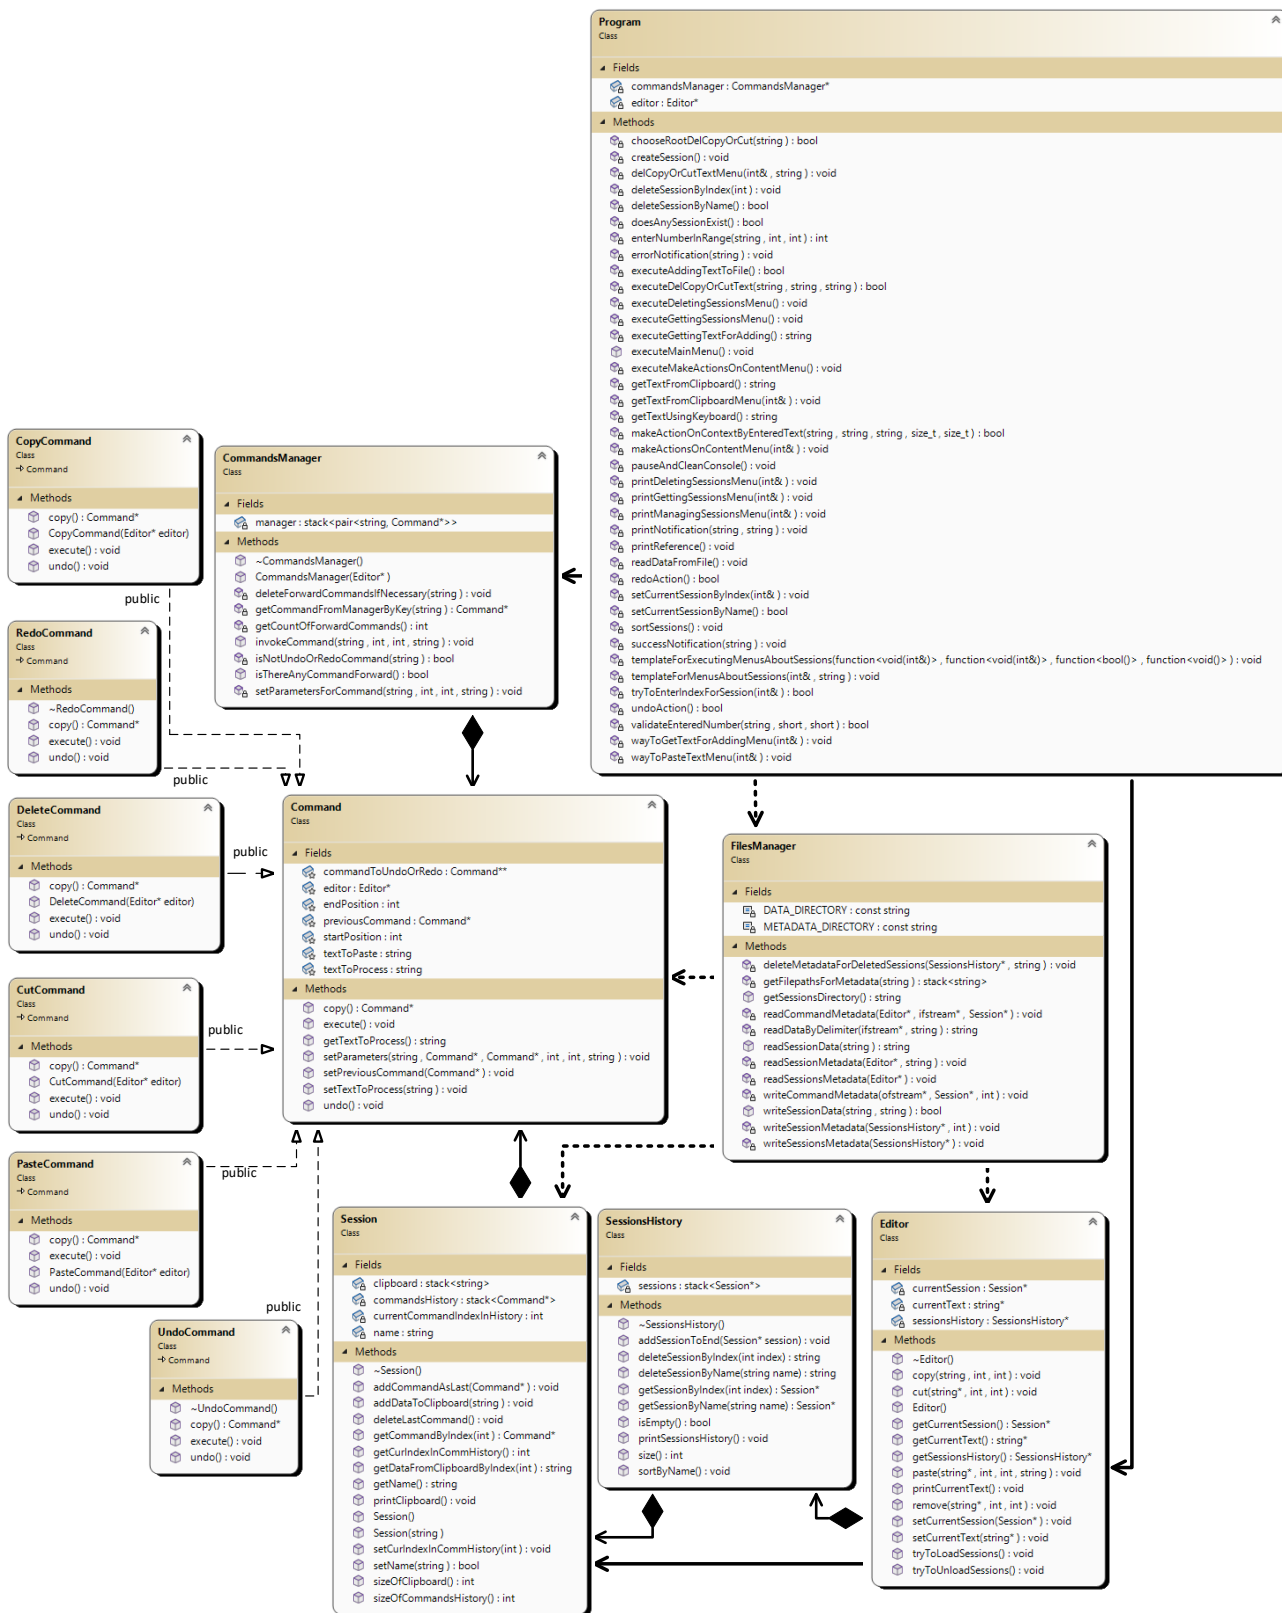 Program
Class
Fields
commandsManager : CommandsManager*
editor : Editor*
Methods
chooseRootDelCopyOrCut(string ) : bool
createSession() : void
delCopyOrCutTextMenu(int& , string ) : void
deleteSessionByIndex(int ) : void
deleteSessionByName() : bool
doesAnySessionExist() : bool
enterNumberInRange(string , int , int ) : int
errorNotification(string ) : void
executeAddingTextToFile() : bool
executeDelCopyOrCutText(string , string , string ) : bool
executeDeletingSessionsMenu() : void
executeGettingSessionsMenu() : void
executeGettingTextForAdding() : string
executeMainMenu() : void
executeMakeActionsOnContentMenu() : void
getTextFromClipboard() : string
getTextFromClipboardMenu(int& ) : void
getTextUsingKeyboard() : string
makeActionOnContextByEnteredText(string , string , string , size_t , size_t ) : bool
makeActionsOnContentMenu(int& ) : void
pauseAndCleanConsole() : void
printDeletingSessionsMenu(int& ) : void
printGettingSessionsMenu(int& ) : void
printManagingSessionsMenu(int& ) : void
printNotification(string , string ) : void
printReference() : void
readDataFromFile() : void
redoAction() : bool
setCurrentSessionByIndex(int& ) : void
setCurrentSessionByName() : bool
sortSessions() : void
successNotification(string ) : void
templateForExecutingMenusAboutSessions(function<void(int&)> , function<void(int&)> , function<bool()> , function<void()> ) : void
templateForMenusAboutSessions(int& , string ) : void
tryToEnterIndexForSession(int& ) : bool
undoAction() : bool
validateEnteredNumber(string , short , short ) : bool
wayToGetTextForAddingMenu(int& ) : void
wayToPasteTextMenu(int& ) : void
CopyCommand
Class
Command
Methods
copy() : Command*
CopyCommand(Editor* editor)
execute() : void
undo() : void
public
CommandsManager
Class
Fields
manager : stack<pair<string, Command*>>
Methods
~CommandsManager()
CommandsManager(Editor* )
deleteForwardCommandsIfNecessary(string ) : void
getCommandFromManagerByKey(string ) : Command*
getCountOfForwardCommands() : int
invokeCommand(string , int , int , string ) : void
isNotUndoOrRedoCommand(string ) : bool
isThereAnyCommandForward() : bool
setParametersForCommand(string , int , int , string ) : void
RedoCommand
Class
Command
Methods
~RedoCommand()
copy() : Command*
execute() : void
undo() : void
public
DeleteCommand
Class
Command
Methods
copy() : Command*
DeleteCommand(Editor* editor)
execute() : void
undo() : void
public
Command
Class
Fields
commandToUndoOrRedo : Command**
editor : Editor*
endPosition : int
previousCommand : Command*
startPosition : int
textToPaste : string
textToProcess : string
Methods
copy() : Command*
execute() : void
getTextToProcess() : string
setParameters(string , Command* , Command* , int , int , string ) : void
setPreviousCommand(Command* ) : void
setTextToProcess(string ) : void
undo() : void
FilesManager
Class
Fields
DATA_DIRECTORY : const string
METADATA_DIRECTORY : const string
Methods
deleteMetadataForDeletedSessions(SessionsHistory* , string ) : void
getFilepathsForMetadata(string ) : stack<string>
getSessionsDirectory() : string
readCommandMetadata(Editor* , ifstream* , Session* ) : void
readDataByDelimiter(ifstream* , string ) : string
readSessionData(string ) : string
readSessionMetadata(Editor* , string ) : void
readSessionsMetadata(Editor* ) : void
writeCommandMetadata(ofstream* , Session* , int ) : void
writeSessionData(string , string ) : bool
writeSessionMetadata(SessionsHistory* , int ) : void
writeSessionsMetadata(SessionsHistory* ) : void
CutCommand
Class
Command
Methods
copy() : Command*
CutCommand(Editor* editor)
execute() : void
undo() : void
public
PasteCommand
Class
Command
Methods
copy() : Command*
execute() : void
PasteCommand(Editor* editor)
undo() : void
public
UndoCommand
Class
Command
Methods
~UndoCommand()
copy() : Command*
execute() : void
undo() : void
public
Session
Class
Fields
clipboard : stack<string>
commandsHistory : stack<Command*>
currentCommandIndexInHistory : int
name : string
Methods
~Session()
addCommandAsLast(Command* ) : void
addDataToClipboard(string ) : void
deleteLastCommand() : void
getCommandByIndex(int ) : Command*
getCurIndexInCommHistory() : int
getDataFromClipboardByIndex(int ) : string
getName() : string
printClipboard() : void
Session()
Session(string )
setCurIndexInCommHistory(int ) : void
setName(string ) : bool
sizeOfClipboard() : int
sizeOfCommandsHistory() : int
SessionsHistory
Class
Fields
sessions : stack<Session*>
Methods
~SessionsHistory()
addSessionToEnd(Session* session) : void
deleteSessionByIndex(int index) : string
deleteSessionByName(string name) : string
getSessionByIndex(int index) : Session*
getSessionByName(string name) : Session*
isEmpty() : bool
printSessionsHistory() : void
size() : int
sortByName() : void
Editor
Class
Fields
currentSession : Session*
currentText : string*
sessionsHistory : SessionsHistory*
Methods
~Editor()
copy(string , int , int ) : void
cut(string* , int , int ) : void
Editor()
getCurrentSession() : Session*
getCurrentText() : string*
getSessionsHistory() : SessionsHistory*
paste(string* , int , int , string ) : void
printCurrentText() : void
remove(string* , int , int ) : void
setCurrentSession(Session* ) : void
setCurrentText(string* ) : void
tryToLoadSessions() : void
tryToUnloadSessions() : void